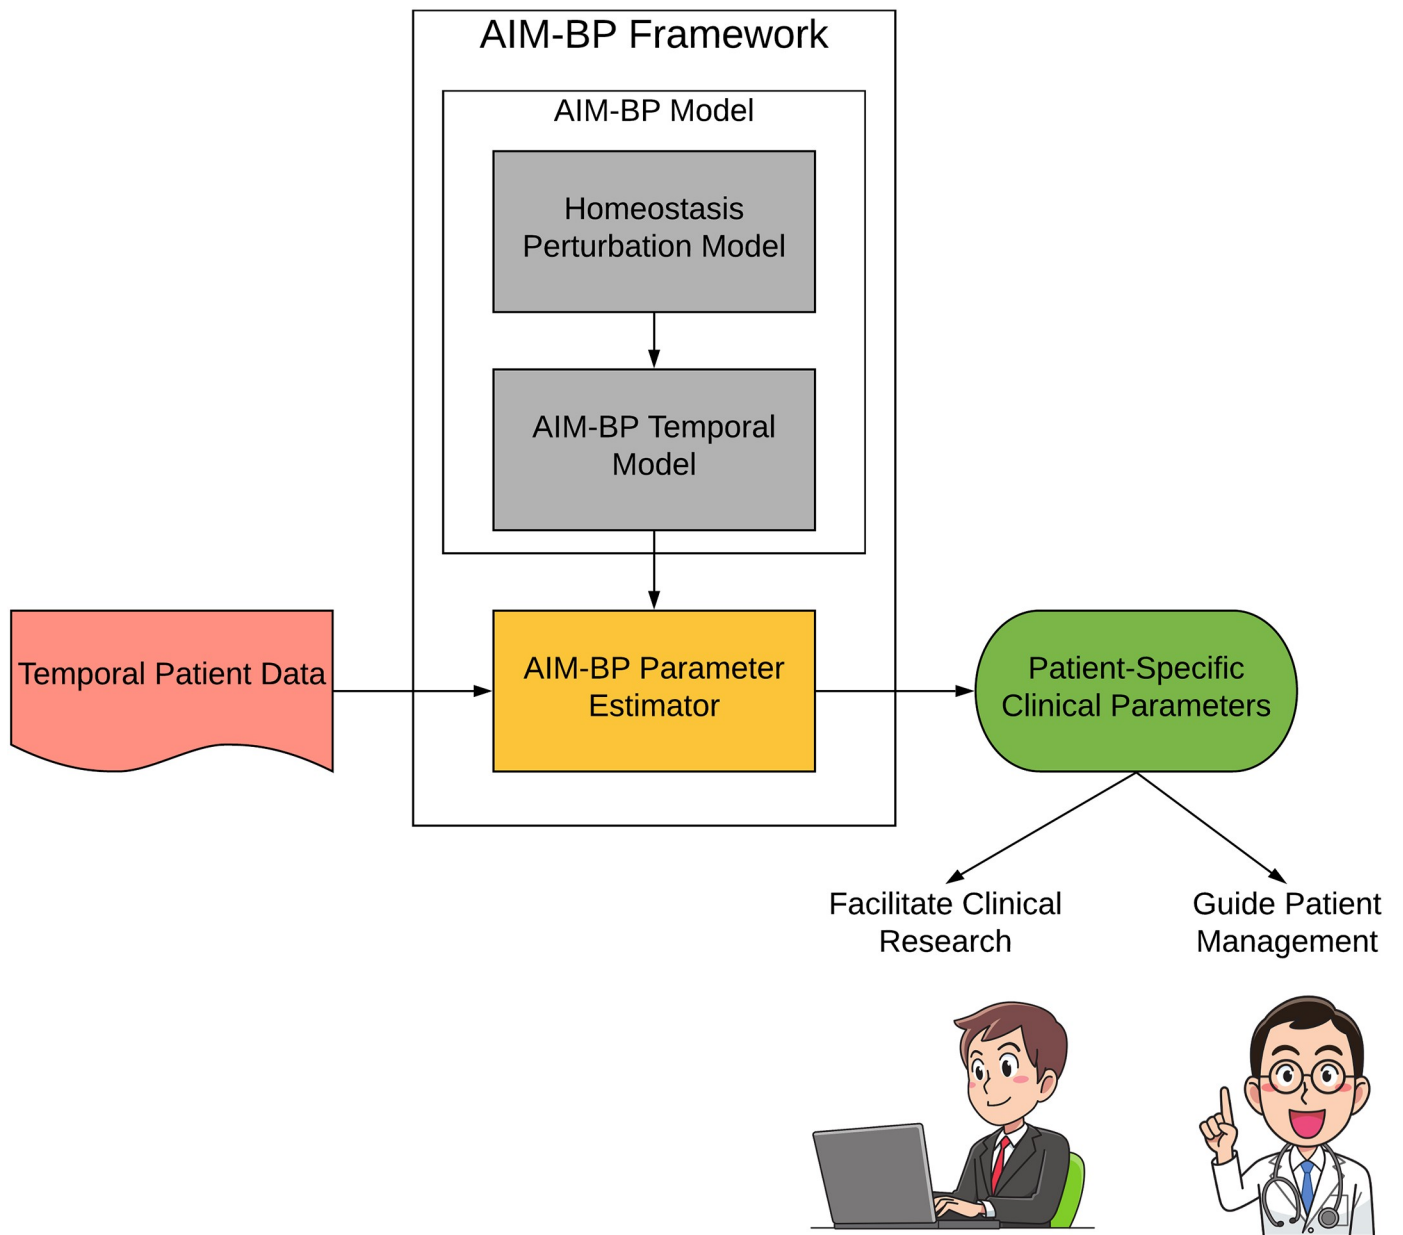 AIM-BP Framework
AIM-BP Model
Homeostasis
Perturbation Model
AIM-BP Temporal
Model
Temporal Patient Data
AIM-BP Parameter
Estimator
Patient-Specific
Clinical Parameters
Facilitate Clinical
Research
Guide Patient
Management